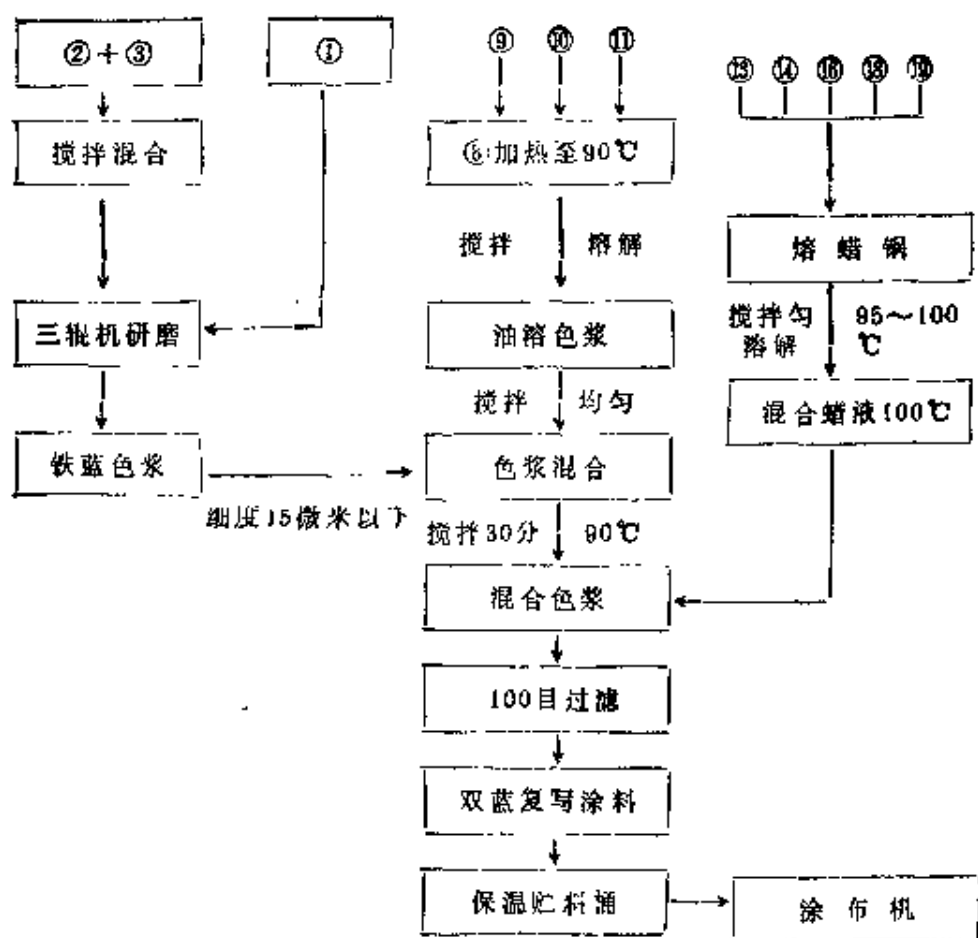 ②+③
①
⑨ ⑩ ⑪
⑬ ⑭ ⑯ ⑱ ⑲
搅拌混合
⑥加热至90℃
搅拌 溶解
熔蜡锅
三辊机研磨
油溶色浆
搅拌匀 95～100
溶解 ℃
搅拌 均匀
混合蜡液100℃
铁蓝色浆
色浆混合
细度15微米以下
搅拌30分 90℃
混合色浆
100目过滤
双蓝复写涂料
保温贮料桶
涂布机